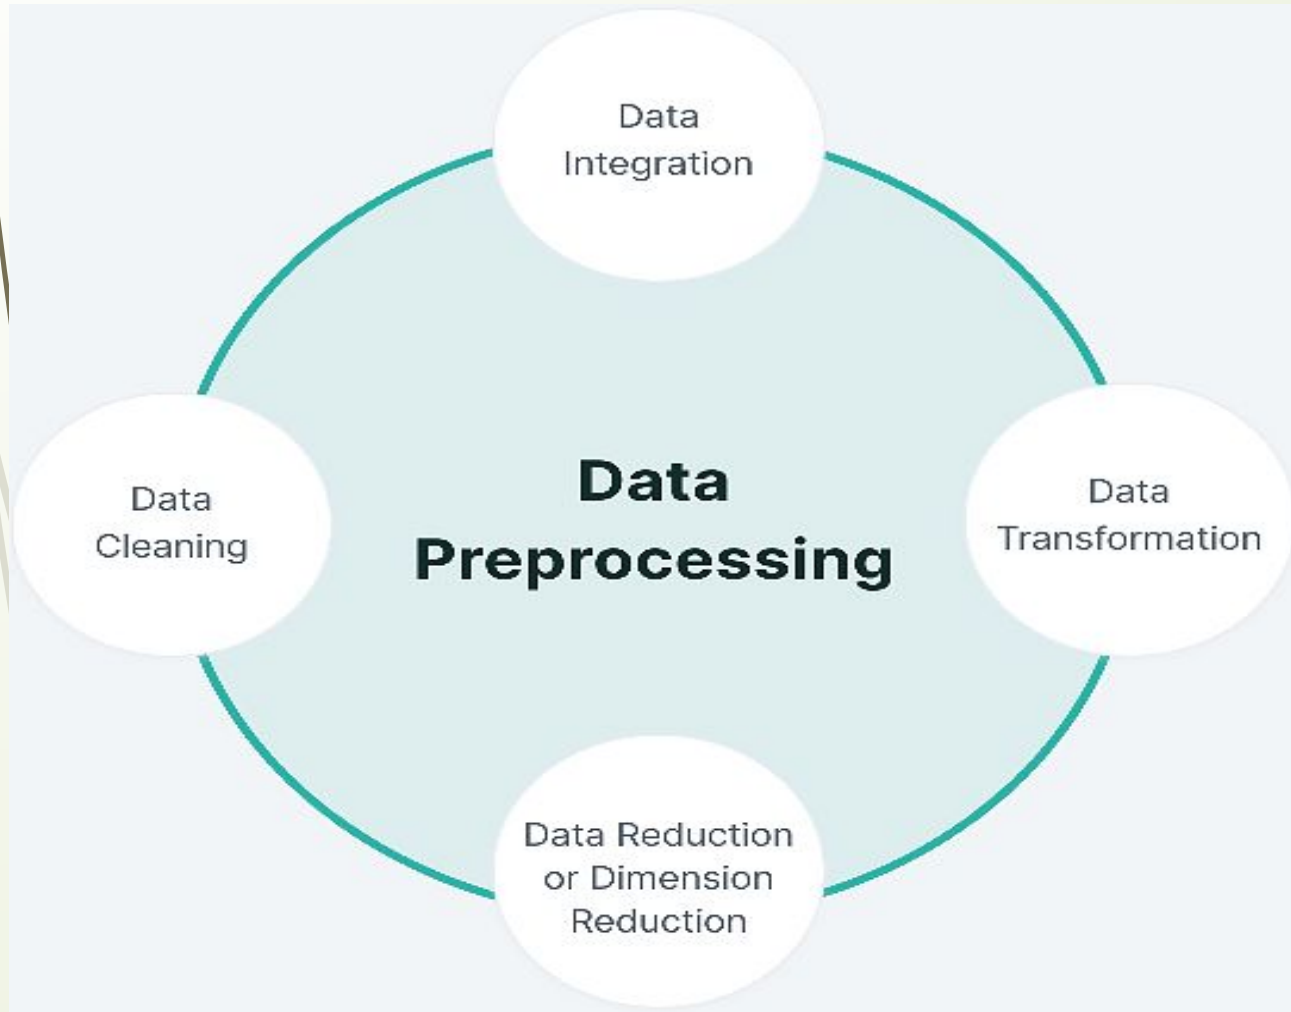 Data
Integration
Data
Cleaning
Data
Preprocessing
Data
Transformation
Data Reduction
or Dimension
Reduction